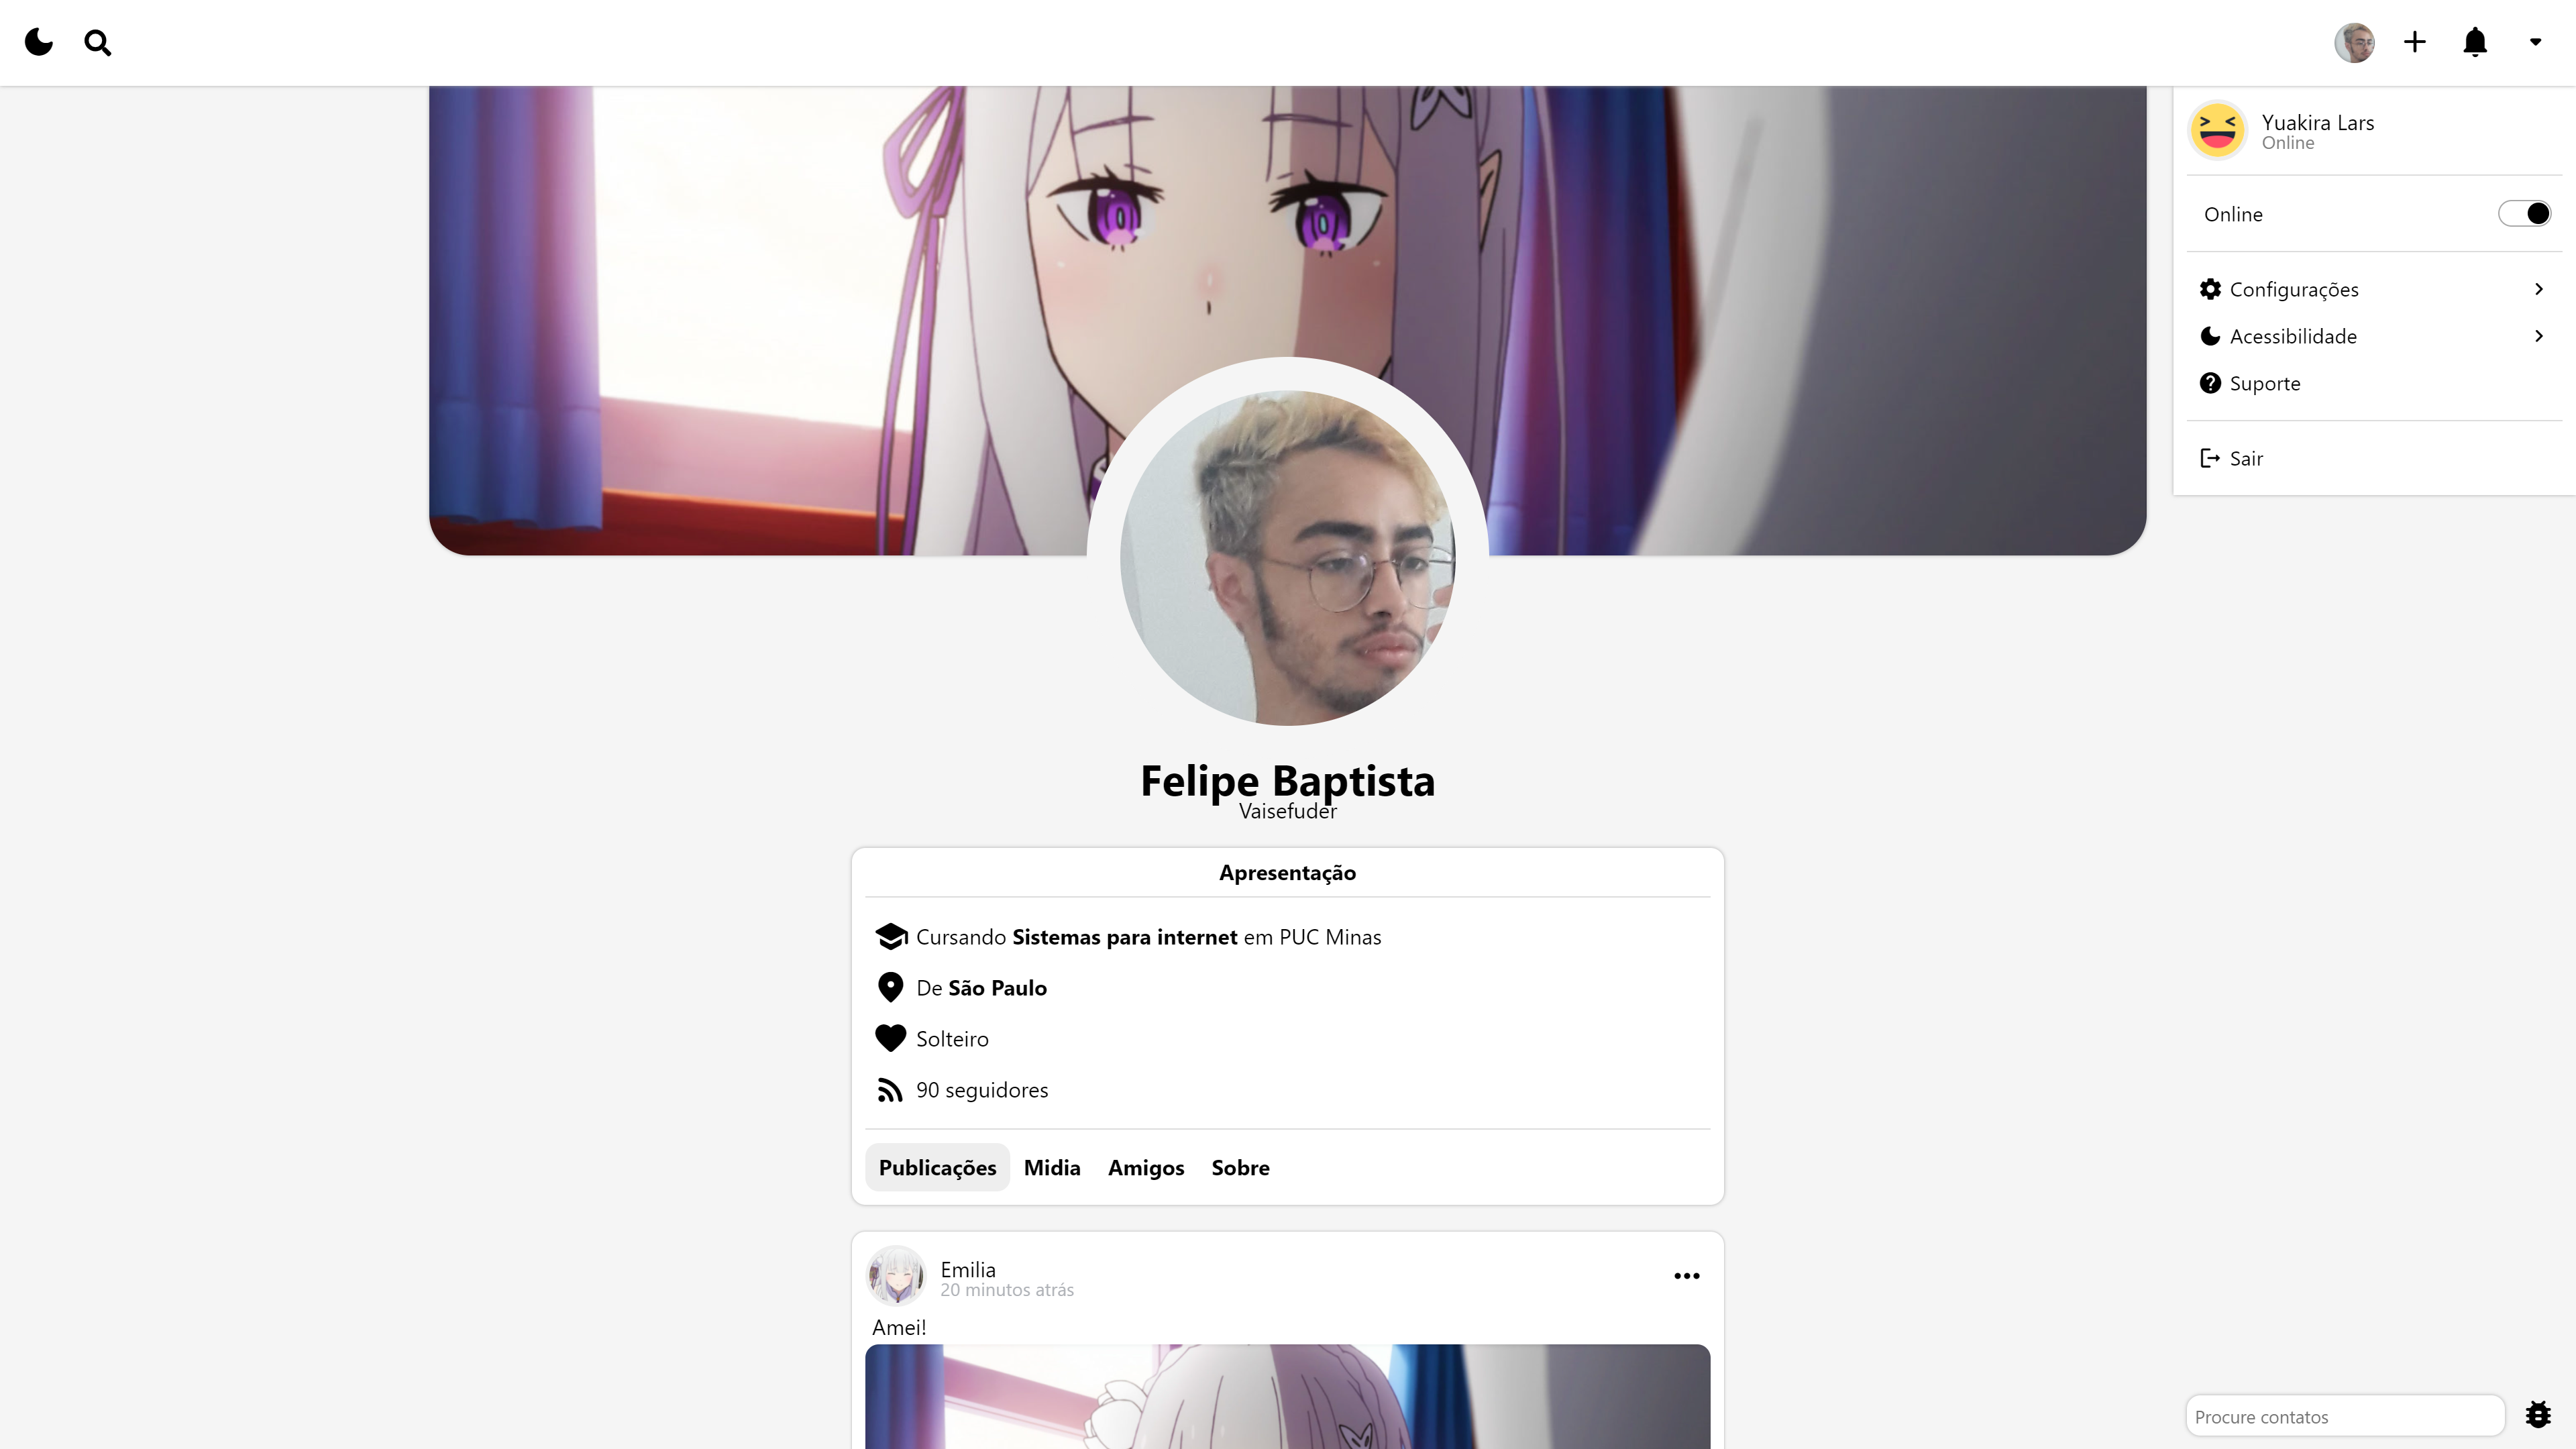 Yuakira Lars
Online
Online
Configurações
Acessibilidade
Suporte
Sair
Felipe Baptista
Vaisefuder
Apresentação
Cursando Sistemas para internet em PUC Minas
De São Paulo
Solteiro
90 seguidores
Publicações Midia Amigos Sobre
Emilia
20 minutos atrás
Amei!
Procure contatos